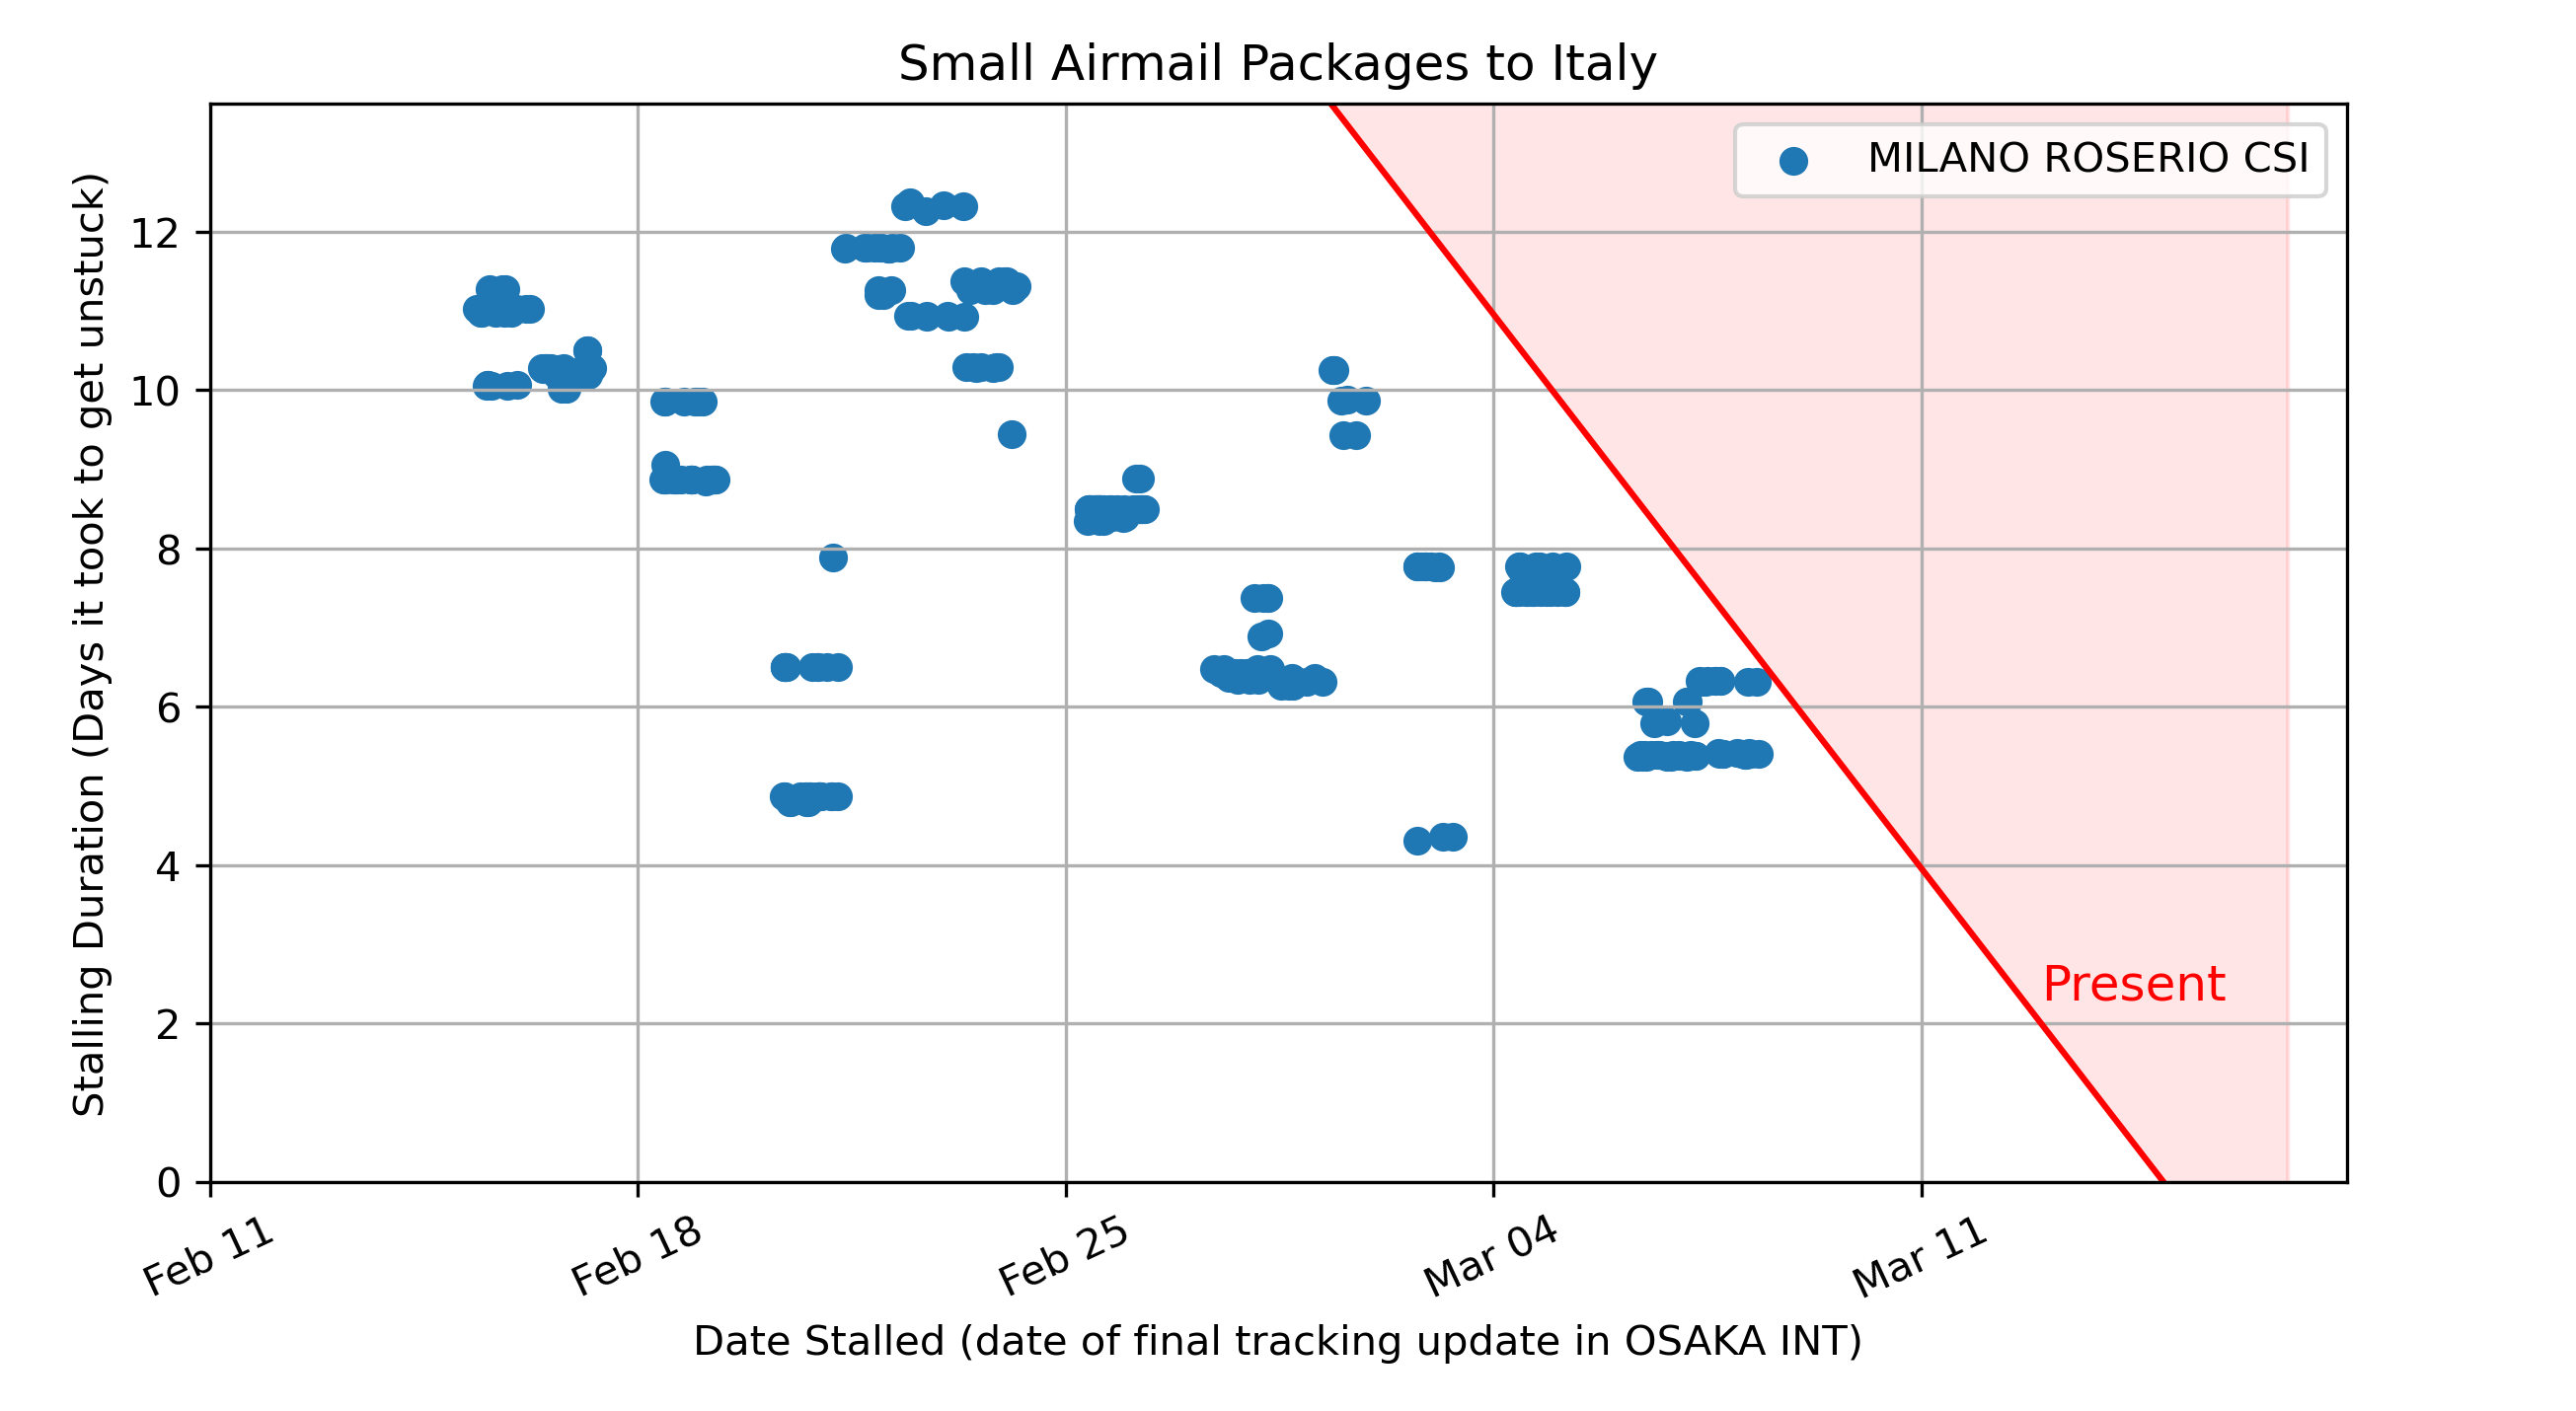 Small Airmail Packages to Italy
MILANO ROSERIO CSI
Stalling Duration (Days it took to get unstuck)
12
10
8
6
4
2
0
Present
Feb 11
Feb 18
Feb 25
Mar 04
Mar 11
Date Stalled (date of final tracking update in OSAKA INT)